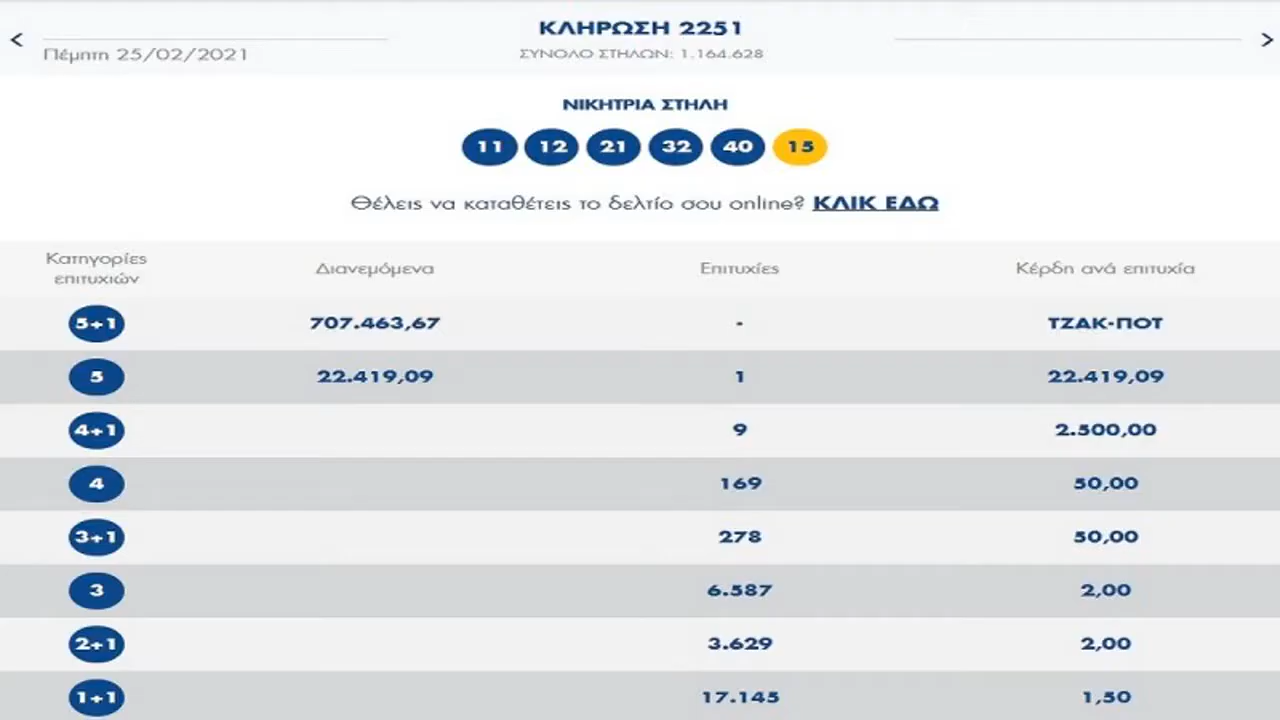 ΚΛΗΡΩΣΗ 2251
Πέμπτη 25/02/2021
ΣΥΝΟΛΟ ΣΤΗΛΩΝ: 1.164.628
ΝΙΚΗΤΡΙΑ ΣΤΗΛΗ
11 12 21 32 40 15
Θέλεις να καταθέτεις το δελτίο σου online? ΚΛΙΚ ΕΔΩ
Κατηγορίες επιτυχιών Διανεμόμενα Επιτυχίες Κέρδη ανά επιτυχία
5+1 707.463,67 - ΤΖΑΚ-ΠΟΤ
5 22.419,09 1 22.419,09
4+1 9 2.500,00
4 169 50,00
3+1 278 50,00
3 6.587 2,00
2+1 3.629 2,00
1+1 17.145 1,50